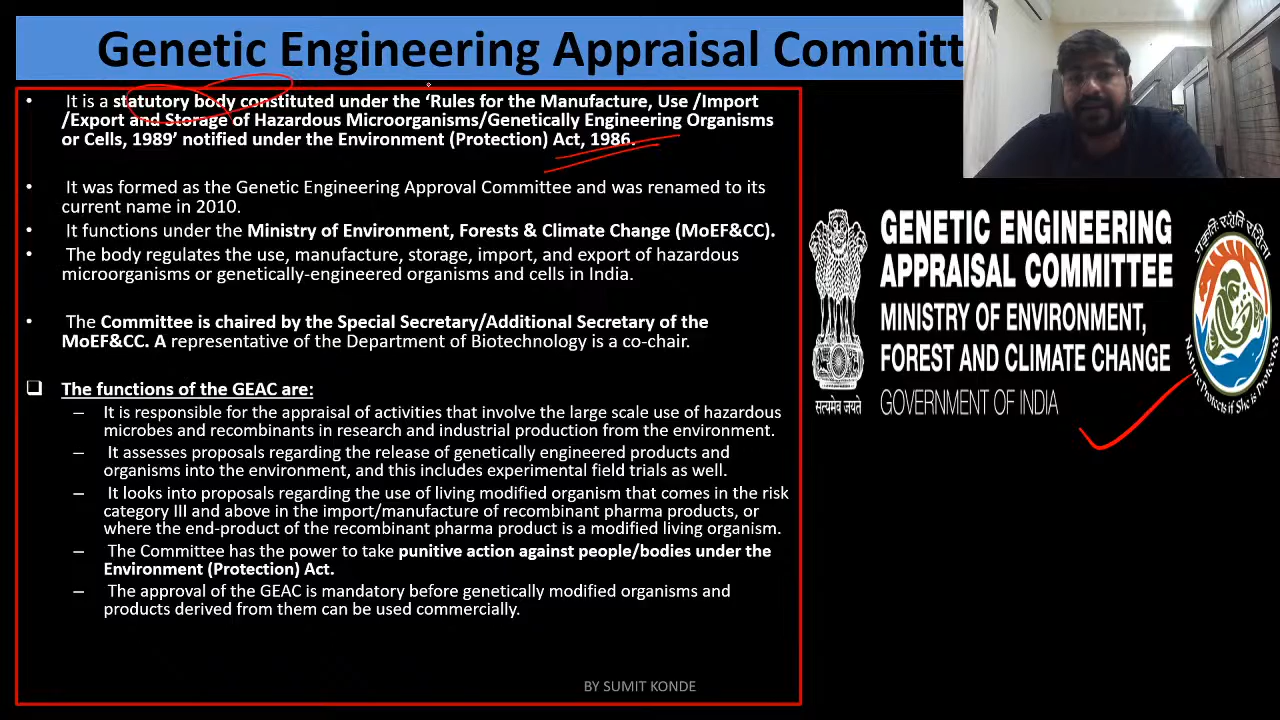 Genetic Engineering Appraisal Committ
• It is a statutory body constituted under the ‘Rules for the Manufacture, Use /Import
/Export and Storage of Hazardous Microorganisms/Genetically Engineering Organisms
or Cells, 1989’ notified under the Environment (Protection) Act, 1986.
• It was formed as the Genetic Engineering Approval Committee and was renamed to its
current name in 2010.
• It functions under the Ministry of Environment, Forests & Climate Change (MoEF&CC).
• The body regulates the use, manufacture, storage, import, and export of hazardous
microorganisms or genetically-engineered organisms and cells in India.
• The Committee is chaired by the Special Secretary/Additional Secretary of the
MoEF&CC. A representative of the Department of Biotechnology is a co-chair.
❑ The functions of the GEAC are:
– It is responsible for the appraisal of activities that involve the large scale use of hazardous
microbes and recombinants in research and industrial production from the environment.
– It assesses proposals regarding the release of genetically engineered products and
organisms into the environment, and this includes experimental field trials as well.
– It looks into proposals regarding the use of living modified organism that comes in the risk
category III and above in the import/manufacture of recombinant pharma products, or
where the end-product of the recombinant pharma product is a modified living organism.
– The Committee has the power to take punitive action against people/bodies under the
Environment (Protection) Act.
– The approval of the GEAC is mandatory before genetically modified organisms and
products derived from them can be used commercially.
GENETIC ENGINEERING
APPRAISAL COMMITTEE
MINISTRY OF ENVIRONMENT,
FOREST AND CLIMATE CHANGE
GOVERNMENT OF INDIA
सत्यमेव जयते
प्रकृतिः रक्षति रक्षिता
Nature Protects if She is Protected
BY SUMIT KONDE